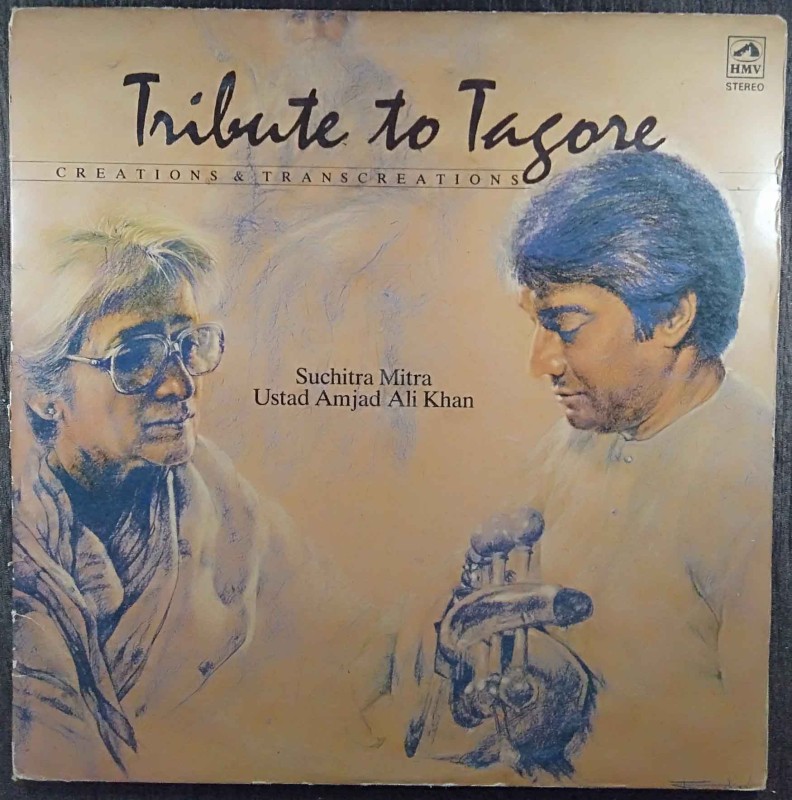 HMV
STEREO
Tribute to Tagore
CREATIONS & TRANSCREATIONS
Suchitra Mitra
Ustad Amjad Ali Khan